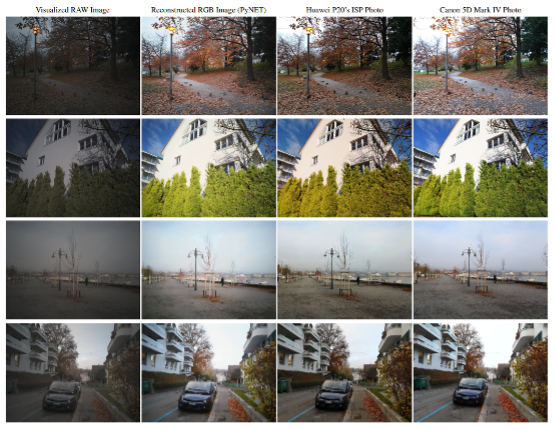 Visualized RAW Image
Reconstructed RGB Image (PyNET)
Huawei P20's ISP Photo
Canon 5D Mark IV Photo